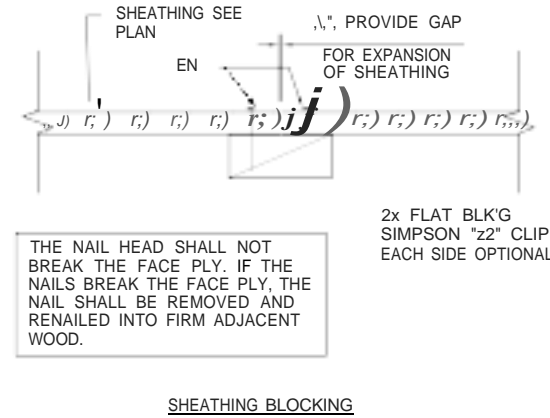 SHEATHING SEE
PLAN
,\,", PROVIDE GAP
FOR EXPANSION
OF SHEATHING
EN
,, J) r;') r;) r;) r;) r;)jj) r;) r;) r;) r;) r,;,)
2x FLAT BLK'G
SIMPSON "z2" CLIP
EACH SIDE OPTIONAL
THE NAIL HEAD SHALL NOT
BREAK THE FACE PLY. IF THE
NAILS BREAK THE FACE PLY, THE
NAIL SHALL BE REMOVED AND
RENAILED INTO FIRM ADJACENT
WOOD.
SHEATHING BLOCKING